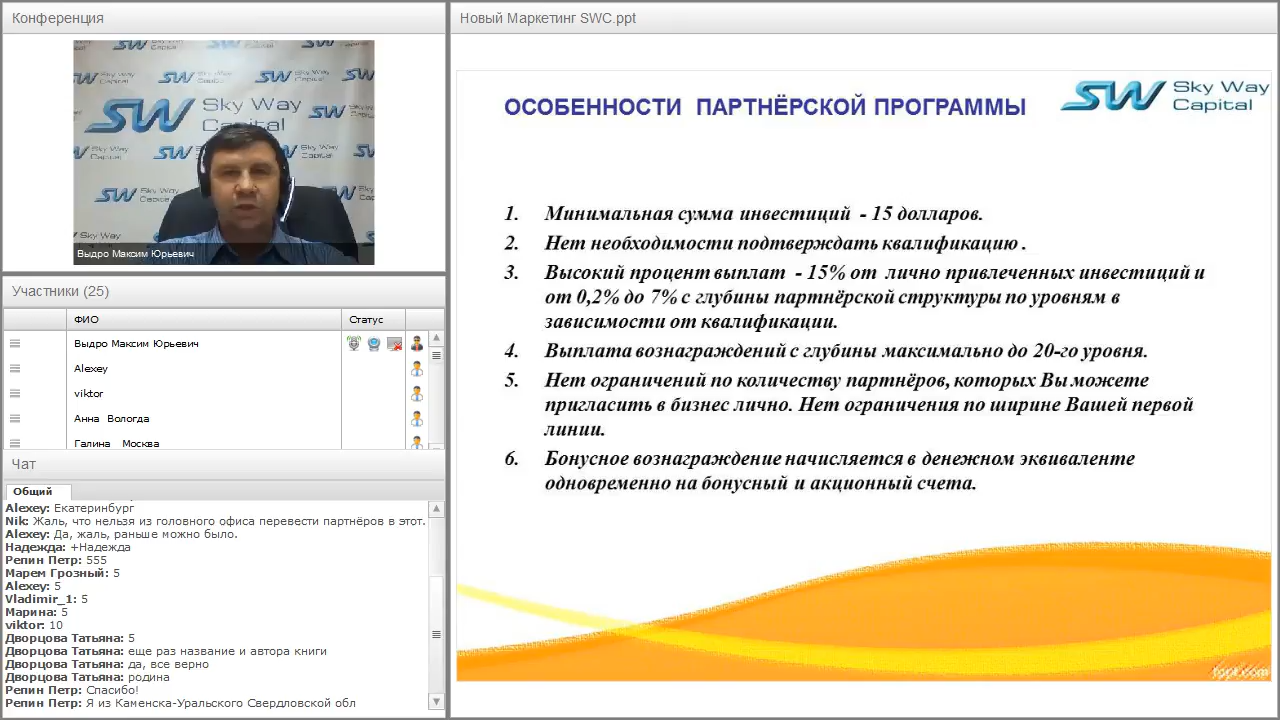 Конференция
Sky Way
Capital
SW
Выдро Максим Юрьевич
Участники (25)
ФИО
Статус
Выдро Максим Юрьевич
Alexey
viktor
Анна Вологда
Галина Москва
Чат
Общий
Alexey: Екатеринбург
Nik: Жаль, что нельзя из головного офиса перевести партнёров в этот.
Alexey: Да, жаль, раньше можно было.
Надежда: +Надежда
Репин Петр: 555
Марем Грозный: 5
Alexey: 5
Vladimir_1: 5
Марина: 5
viktor: 10
Дворцова Татьяна: 5
Дворцова Татьяна: еще раз название и автора книги
Дворцова Татьяна: да, все верно
Дворцова Татьяна: родина
Репин Петр: Спасибо!
Репин Петр: Я из Каменска-Уральского Свердловской обл
Новый Маркетинг SWC.ppt
ОСОБЕННОСТИ ПАРТНЁРСКОЙ ПРОГРАММЫ
SW Sky Way
Capital
1. Минимальная сумма инвестиций - 15 долларов.
2. Нет необходимости подтверждать квалификацию .
3. Высокий процент выплат - 15% от лично привлеченных инвестиций и
от 0,2% до 7% с глубины партнёрской структуры по уровням в
зависимости от квалификации.
4. Выплата вознаграждений с глубины максимально до 20-го уровня.
5. Нет ограничений по количеству партнёров, которых Вы можете
пригласить в бизнес лично. Нет ограничения по ширине Вашей первой
линии.
6. Бонусное вознаграждение начисляется в денежном эквиваленте
одновременно на бонусный и акционный счета.
fppt.com